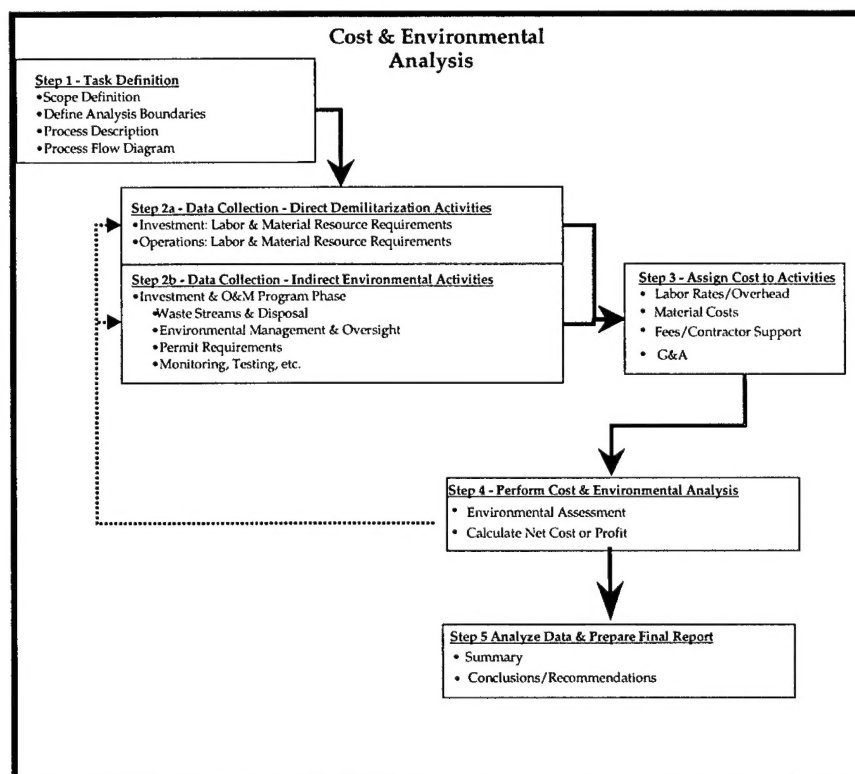 Cost & Environmental
Analysis
Step 1 - Task Definition
•Scope Definition
•Define Analysis Boundaries
•Process Description
•Process Flow Diagram
Step 2a - Data Collection - Direct Demilitarization Activities
•Investment: Labor & Material Resource Requirements
•Operations: Labor & Material Resource Requirements
Step 2b - Data Collection - Indirect Environmental Activities
•Investment & O&M Program Phase
•Waste Streams & Disposal
•Environmental Management & Oversight
•Permit Requirements
•Monitoring, Testing, etc.
Step 3 - Assign Cost to Activities
• Labor Rates/Overhead
• Material Costs
• Fees/Contractor Support
• G&A
Step 4 - Perform Cost & Environmental Analysis
• Environmental Assessment
• Calculate Net Cost or Profit
Step 5 Analyze Data & Prepare Final Report
• Summary
• Conclusions/Recommendations